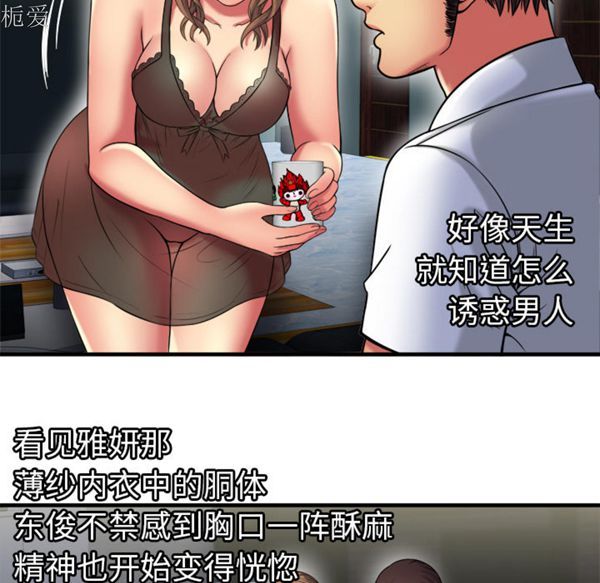 栀爱
好像天生
就知道怎么
诱惑男人
看见雅妍那
薄纱内衣中的胴体
东俊不禁感到胸口一阵酥麻
精神也开始变得恍惚